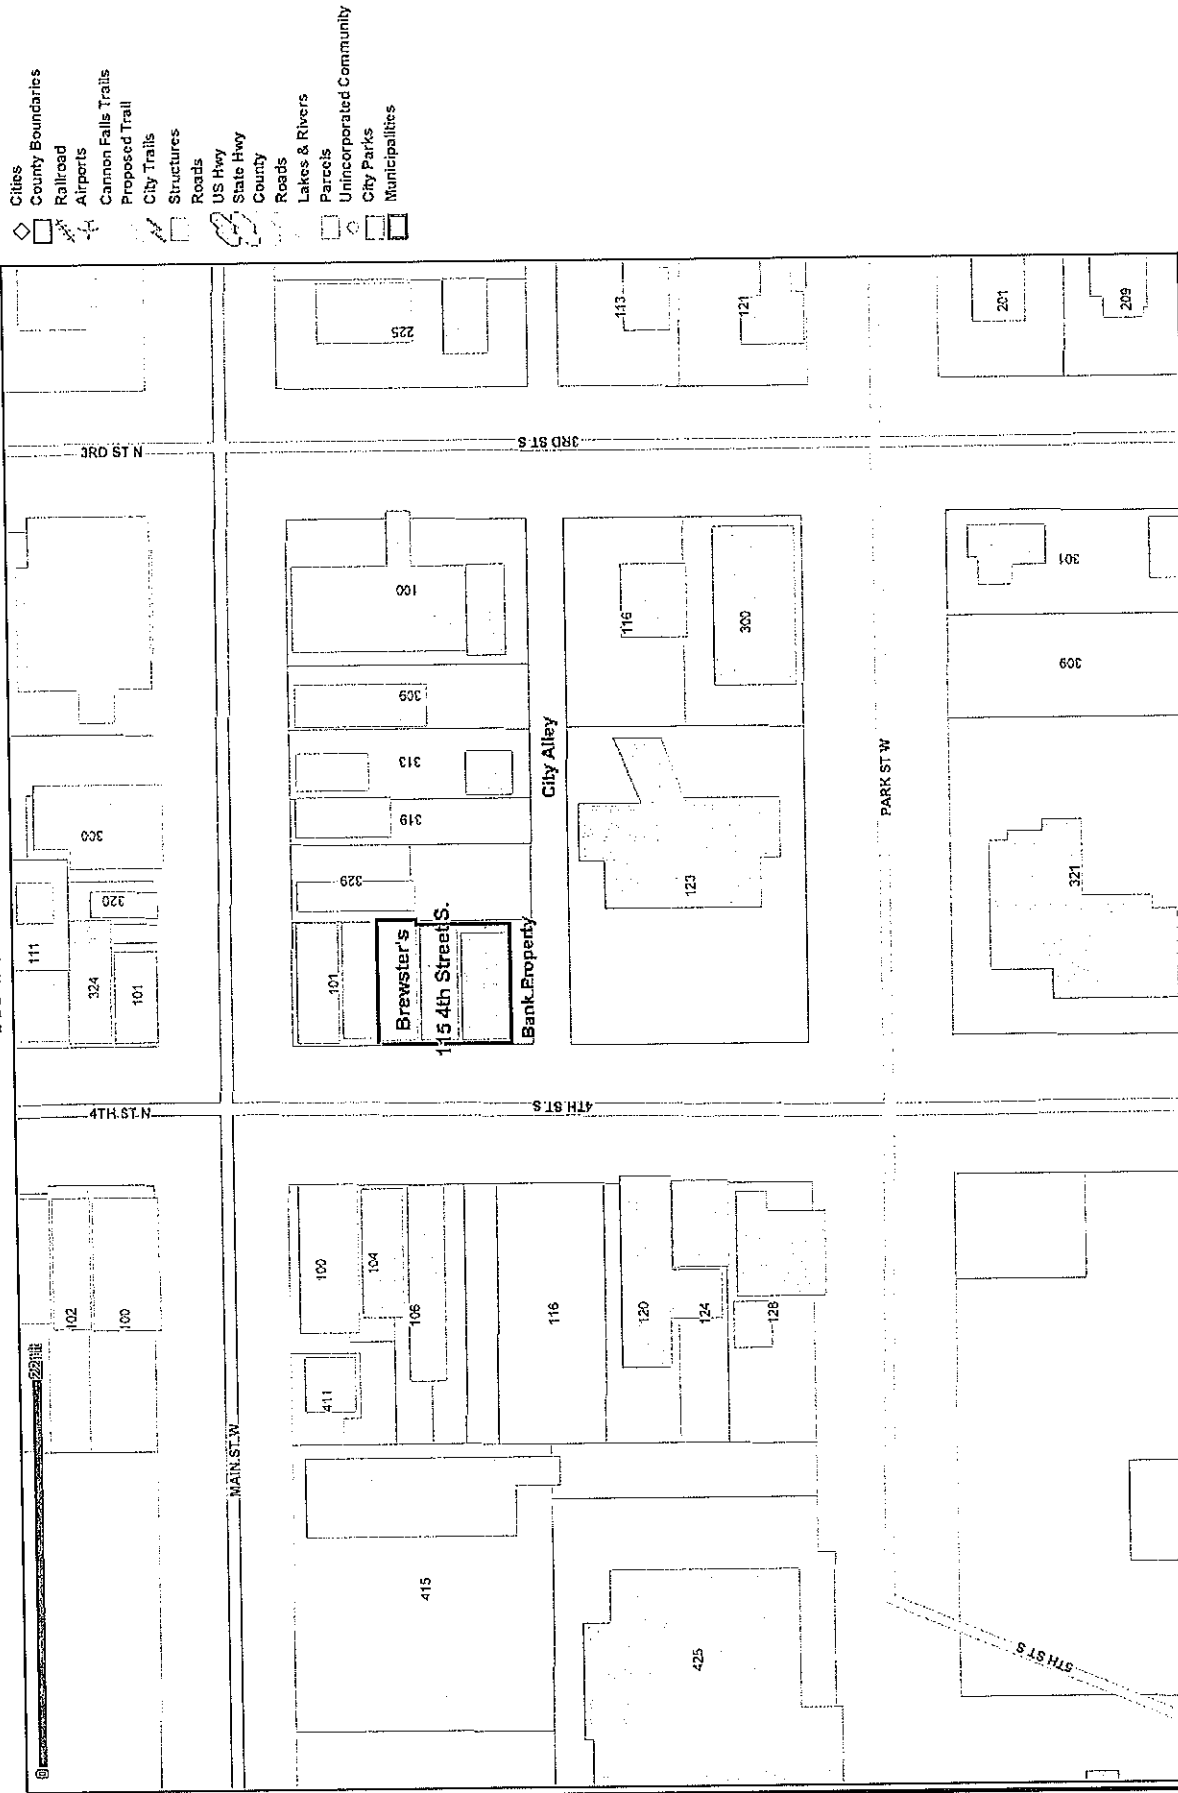 Cities
County Boundaries
Railroad
Airports
Cannon Falls Trails
Proposed Trail
City Trails
Structures
Roads
US Hwy
State Hwy
County
Roads
Lakes & Rivers
Parcels
Unincorporated Community
City Parks
Municipalities
3RD ST N
3RD ST S
225
113
121
201
209
300
111
320
324
101
100
309
313
319
329
101
Brewster's
115 4th Street S.
Bank Property
City Alley
116
300
123
PARK ST W
301
309
321
4TH ST N
4TH ST S
0
102
100
MAIN ST W
100
104
106
411
116
120
124
128
415
425
5TH ST S